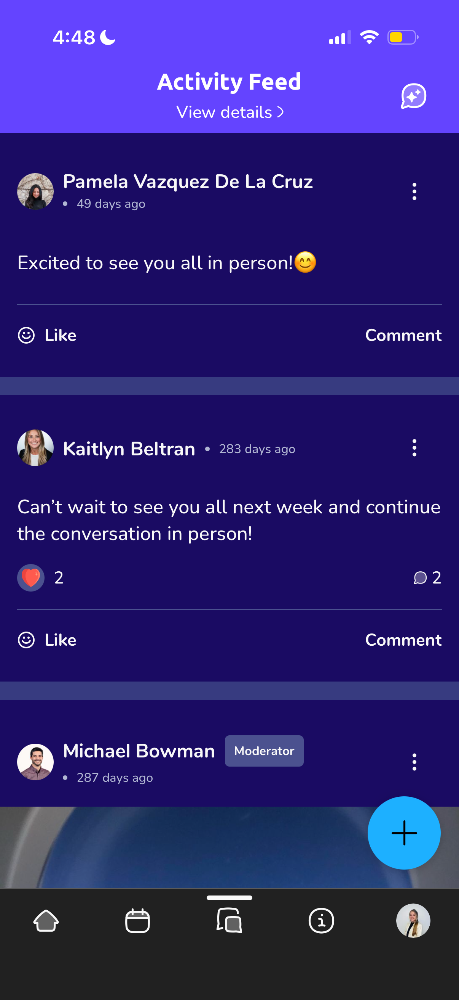 4:48
Activity Feed
View details
Pamela Vazquez De La Cruz
• 49 days ago
Excited to see you all in person!😊
Like
Comment
Kaitlyn Beltran • 283 days ago
Can’t wait to see you all next week and continue
the conversation in person!
2
2
Like
Comment
Michael Bowman Moderator
• 287 days ago